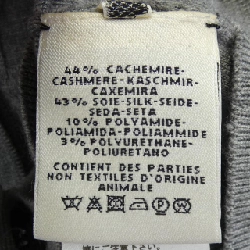 44% CACHEMIRE-
CASHMERE-KASCHMIR-
CAXEMIRA
43% SOIE-SILK-SEIDE-
SEDA-SETA
10% POLYAMIDE-
POLIAMIDA-POLIAMMIDE
3% POLYURETHANE-
POLIURETANO
CONTIENT DES PARTIES
NON TEXTILES D'ORIGINE
ANIMALE